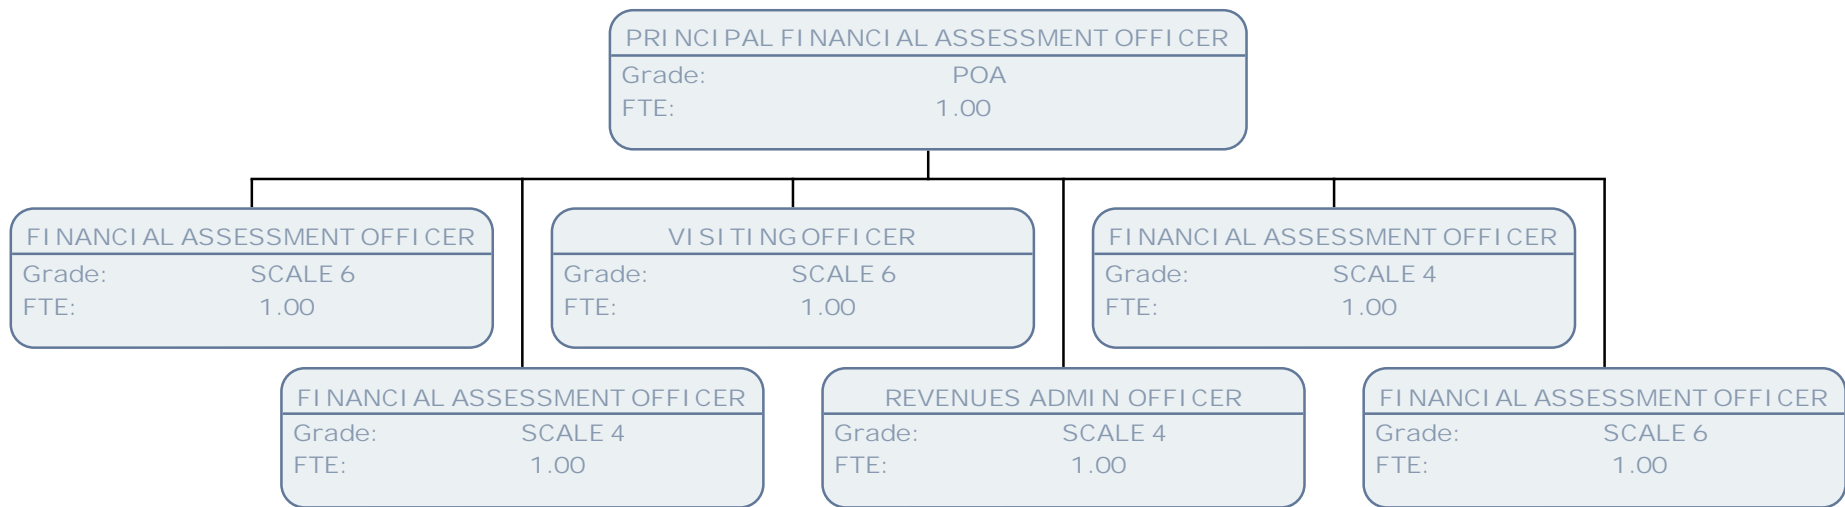 PRINCIPAL FINANCIAL ASSESSMENT OFFICER
Grade: POA
FTE: 1.00
FINANCIAL ASSESSMENT OFFICER
Grade: SCALE 6
FTE: 1.00
VISITING OFFICER
Grade: SCALE 6
FTE: 1.00
FINANCIAL ASSESSMENT OFFICER
Grade: SCALE 4
FTE: 1.00
FINANCIAL ASSESSMENT OFFICER
Grade: SCALE 4
FTE: 1.00
REVENUES ADMIN OFFICER
Grade: SCALE 4
FTE: 1.00
FINANCIAL ASSESSMENT OFFICER
Grade: SCALE 6
FTE: 1.00